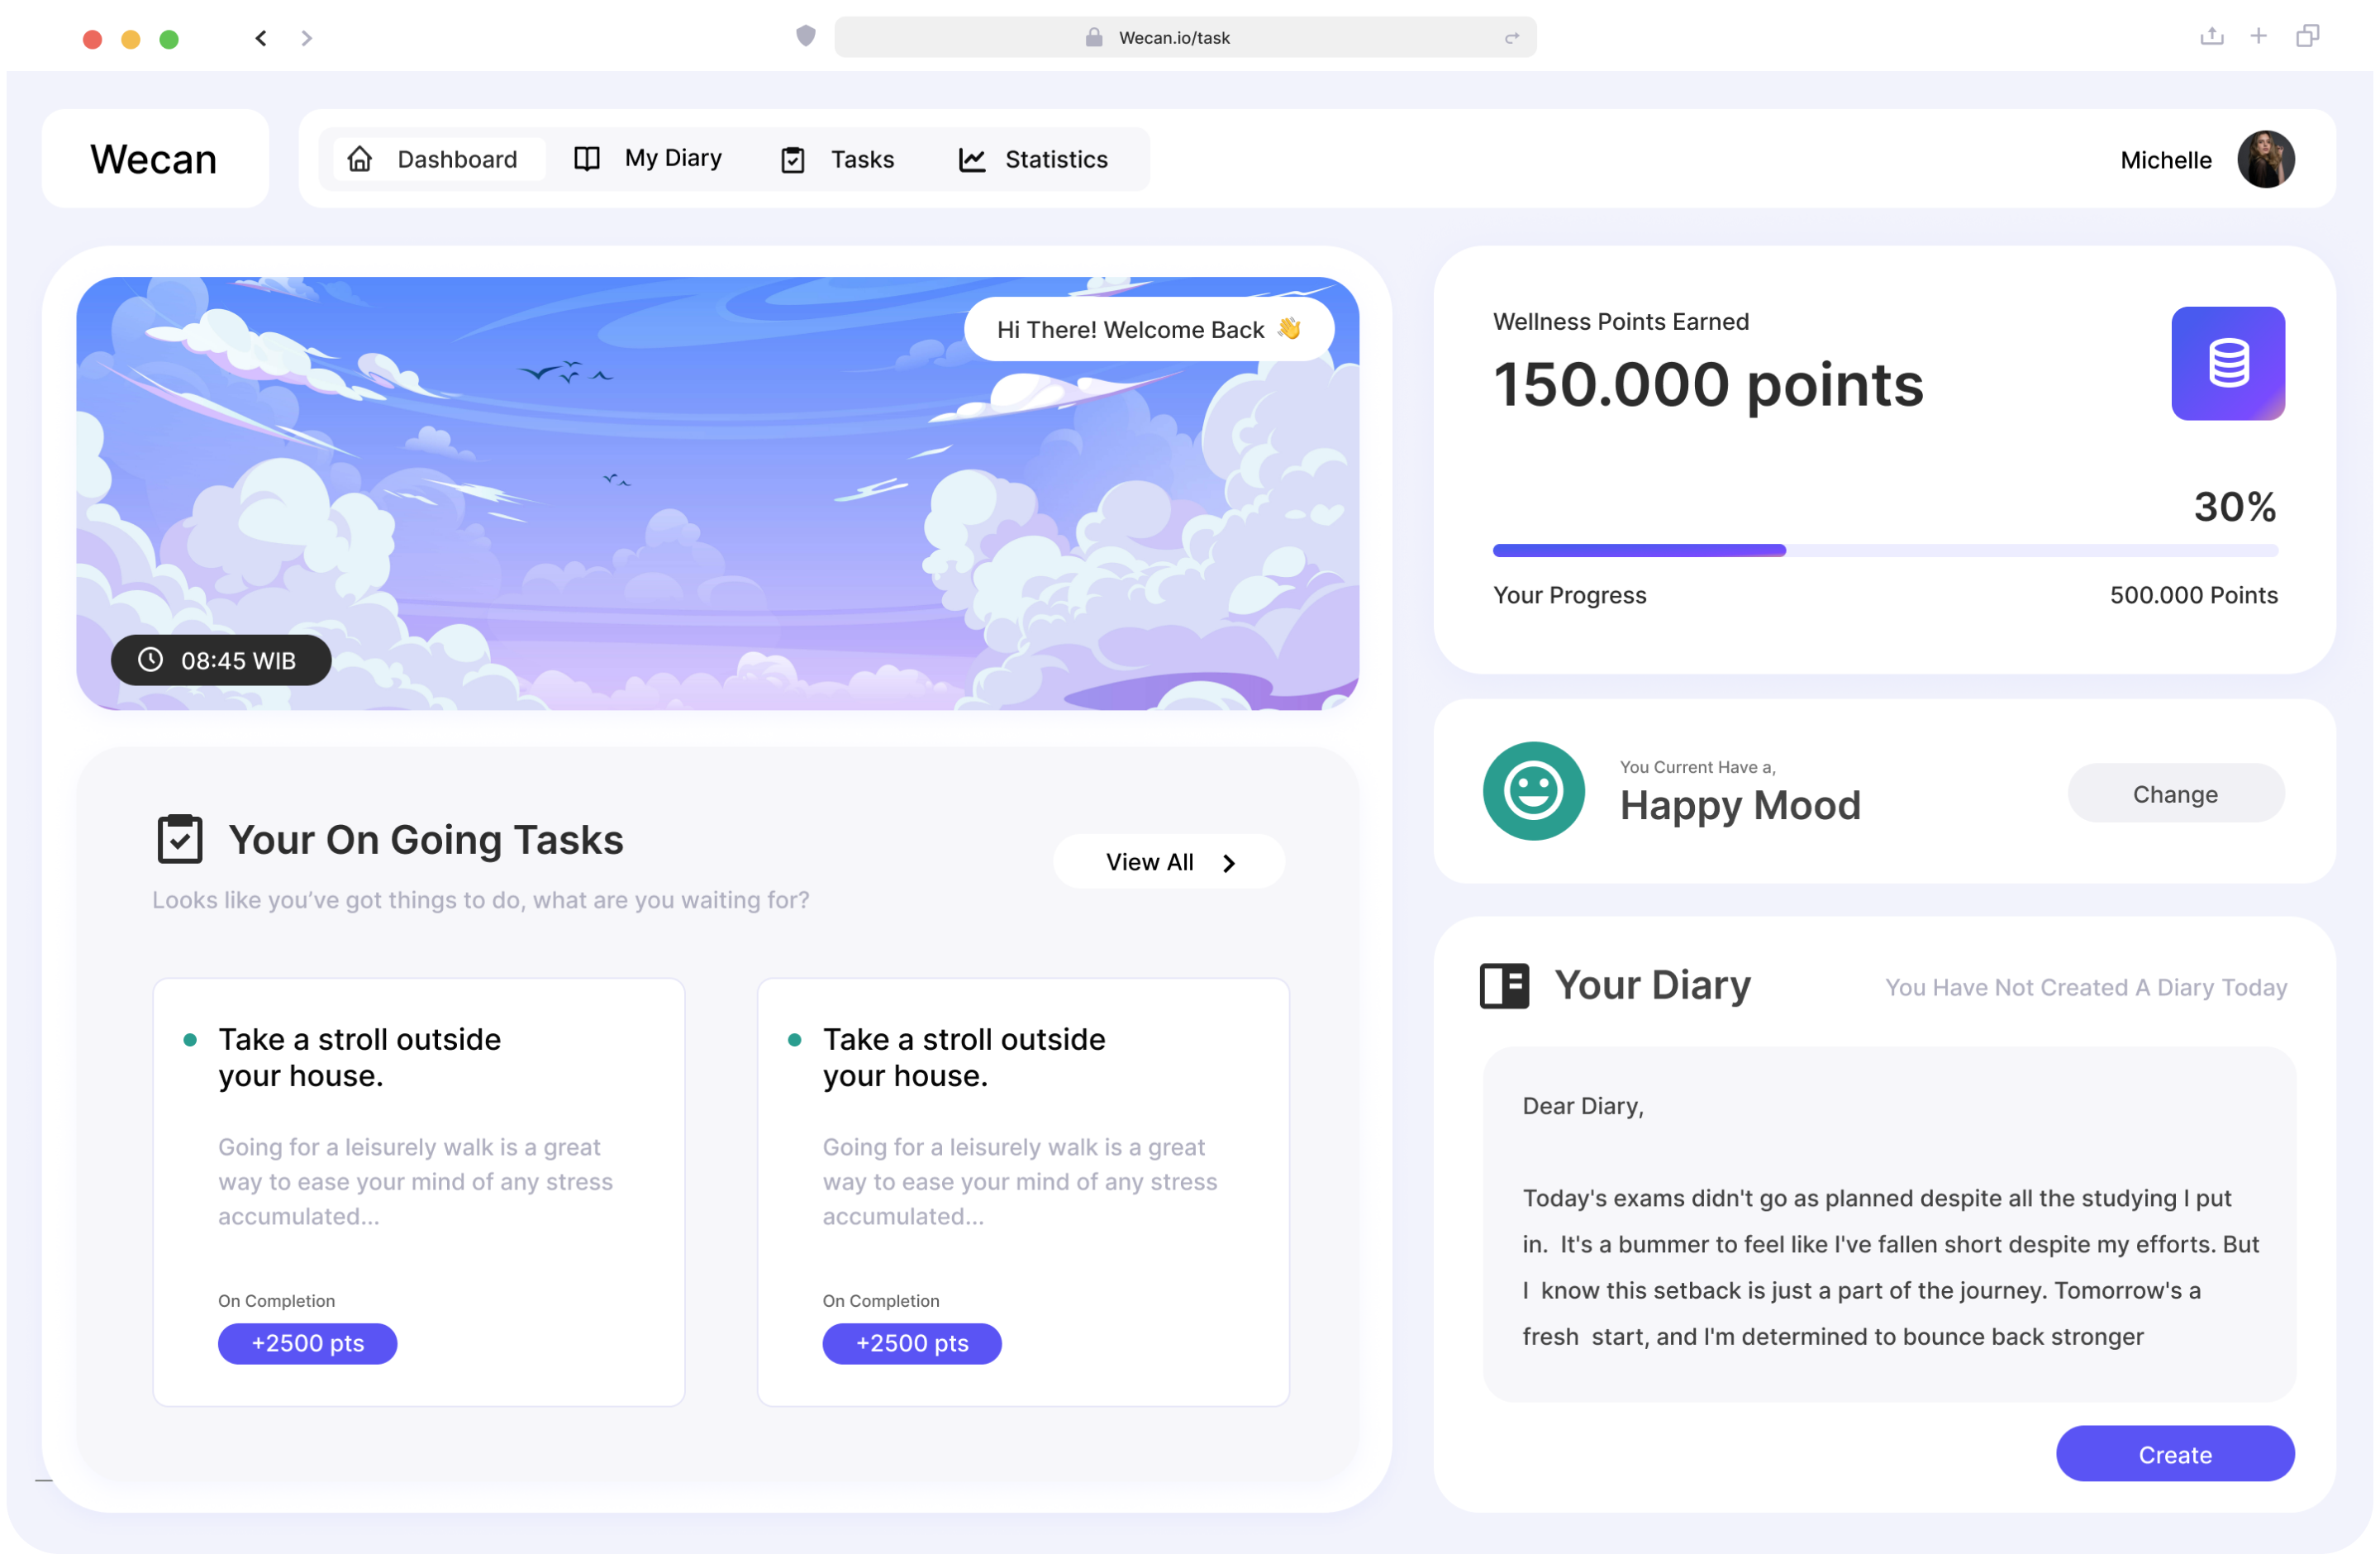 Wecan.io/task
Wecan
Dashboard
My Diary
Tasks
Statistics
Michelle
Hi There! Welcome Back 👋
08:45 WIB
Your On Going Tasks
Looks like you’ve got things to do, what are you waiting for?
View All
Take a stroll outside
your house.
Going for a leisurely walk is a great
way to ease your mind of any stress
accumulated...
On Completion
+2500 pts
Take a stroll outside
your house.
Going for a leisurely walk is a great
way to ease your mind of any stress
accumulated...
On Completion
+2500 pts
Wellness Points Earned
150.000 points
30%
Your Progress
500.000 Points
You Current Have a,
Happy Mood
Change
Your Diary
You Have Not Created A Diary Today
Dear Diary,
Today's exams didn't go as planned despite all the studying I put
in.  It's a bummer to feel like I've fallen short despite my efforts. But
I  know this setback is just a part of the journey. Tomorrow's a
fresh  start, and I'm determined to bounce back stronger
Create